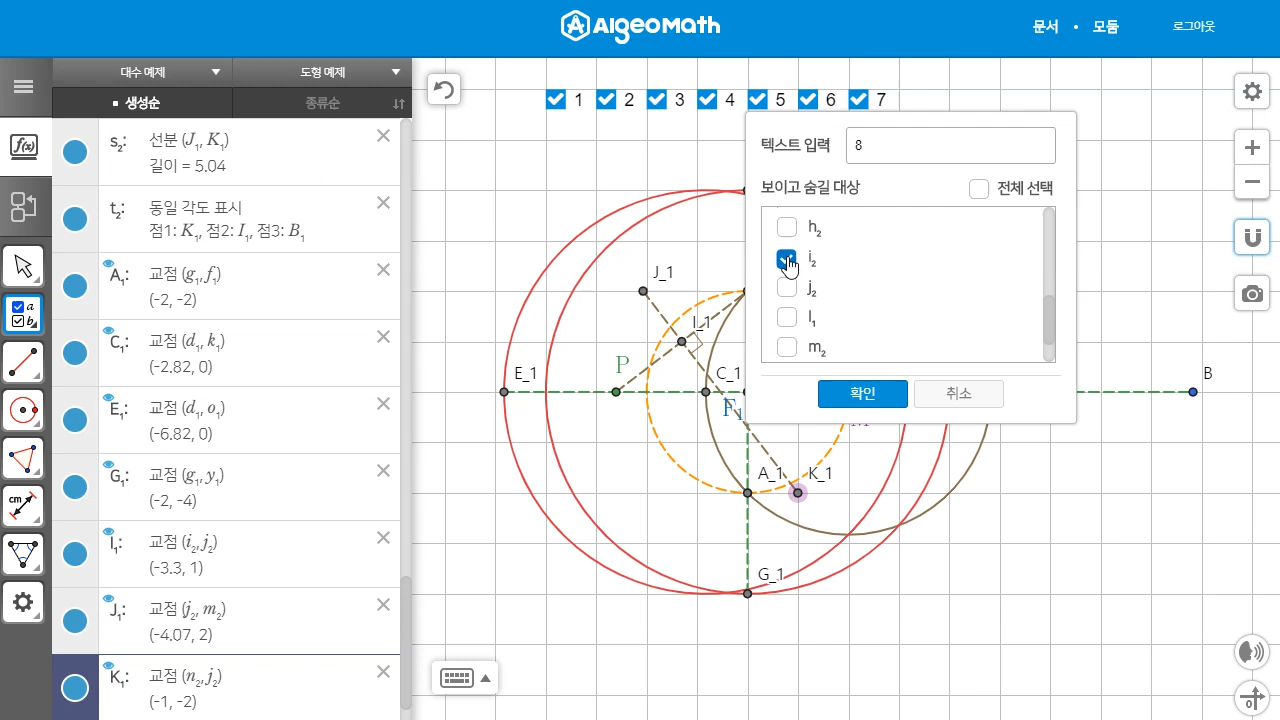 AlgeoMath
문서 • 모둠
로그아웃
대수 예제
도형 예제
생성순
종류순
s₂: 선분 (J₁, K₁)
길이 = 5.04
t₂: 동일 각도 표시
점1: K₁, 점2: I₁, 점3: B₁
A₁: 교점 (g₁, f₁)
(-2, -2)
C₁: 교점 (d₁, k₁)
(-2.82, 0)
E₁: 교점 (d₁, o₁)
(-6.82, 0)
G₁: 교점 (g₁, y₁)
(-2, -4)
I₁: 교점 (i₂, j₂)
(-3.3, 1)
J₁: 교점 (j₂, m₂)
(-4.07, 2)
K₁: 교점 (n₂, j₂)
(-1, -2)
f(x)
a
b
cm
1 2 3 4 5 6 7
텍스트 입력 8
보이고 숨길 대상
전체 선택
h₂
i₂
j₂
l₁
m₂
확인
취소
J_1
I_1
P
E_1
C_1
F₁
B
A_1
K_1
G_1
0